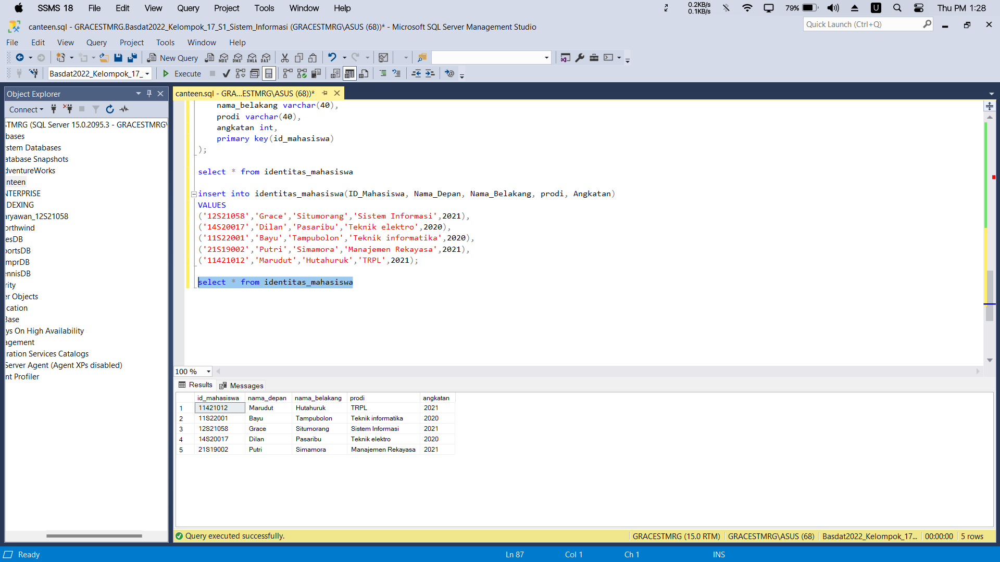 SSMS 18 File Edit View Query Project Tools Window Help 0.2KB/s 0.1KB/s 79% U Thu PM 1:28
canteen.sql - GRACESTMRG.Basdat2022_Kelompok_17_S1_Sistem_Informasi (GRACESTMRG\ASUS (68))* - Microsoft SQL Server Management Studio
Quick Launch (Ctrl+Q)
File Edit View Query Project Tools Window Help
New Query MDX DMX XMLA DAX
Basdat2022_Kelompok_17_ Execute
Object Explorer
Connect
STMRG (SQL Server 15.0.2095.3 - GRACESTMRG\
bases
stem Databases
atabase Snapshots
dventureWorks
anteen
NTERPRISE
DEXING
aryawan_12S21058
orthwind
esDB
portsDB
mprDB
ennisDB
rity
er Objects
cation
Base
ys On High Availability
agement
ration Services Catalogs
Server Agent (Agent XPs disabled)
nt Profiler
canteen.sql - GRA...ESTMRG\ASUS (68))*
nama_belakang varchar(40),
prodi varchar(40),
angkatan int,
primary key(id_mahasiswa)
);
select * from identitas_mahasiswa
insert into identitas_mahasiswa(ID_Mahasiswa, Nama_Depan, Nama_Belakang, prodi, Angkatan)
VALUES
('12S21058','Grace','Situmorang','Sistem Informasi',2021),
('14S20017','Dilan','Pasaribu','Teknik elektro',2020),
('11S22001','Bayu','Tampubolon','Teknik informatika',2020),
('21S19002','Putri','Simamora','Manajemen Rekayasa',2021),
('11421012','Marudut','Hutahuruk','TRPL',2021);
select * from identitas_mahasiswa
100 %
Results Messages
id_mahasiswa nama_depan nama_belakang prodi angkatan
1 11421012 Marudut Hutahuruk TRPL 2021
2 11S22001 Bayu Tampubolon Teknik informatika 2020
3 12S21058 Grace Situmorang Sistem Informasi 2021
4 14S20017 Dilan Pasaribu Teknik elektro 2020
5 21S19002 Putri Simamora Manajemen Rekayasa 2021
Query executed successfully. GRACESTMRG (15.0 RTM) GRACESTMRG\ASUS (68) Basdat2022_Kelompok_17... 00:00:00 5 rows
Ready Ln 87 Col 1 Ch 1 INS